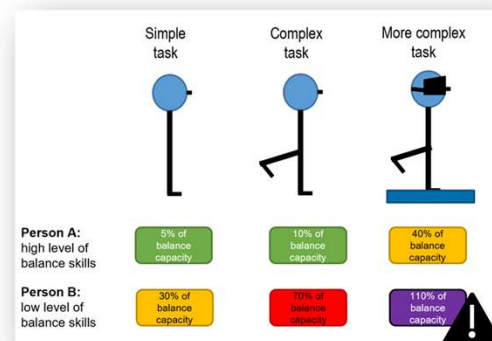 Simple
task
Complex
task
More complex
task
Person A:
high level of
balance skills
5% of
balance
capacity
10% of
balance
capacity
40% of
balance
capacity
Person B:
low level of
balance skills
30% of
balance
capacity
70% of
balance
capacity
110% of
balance
capacity
!